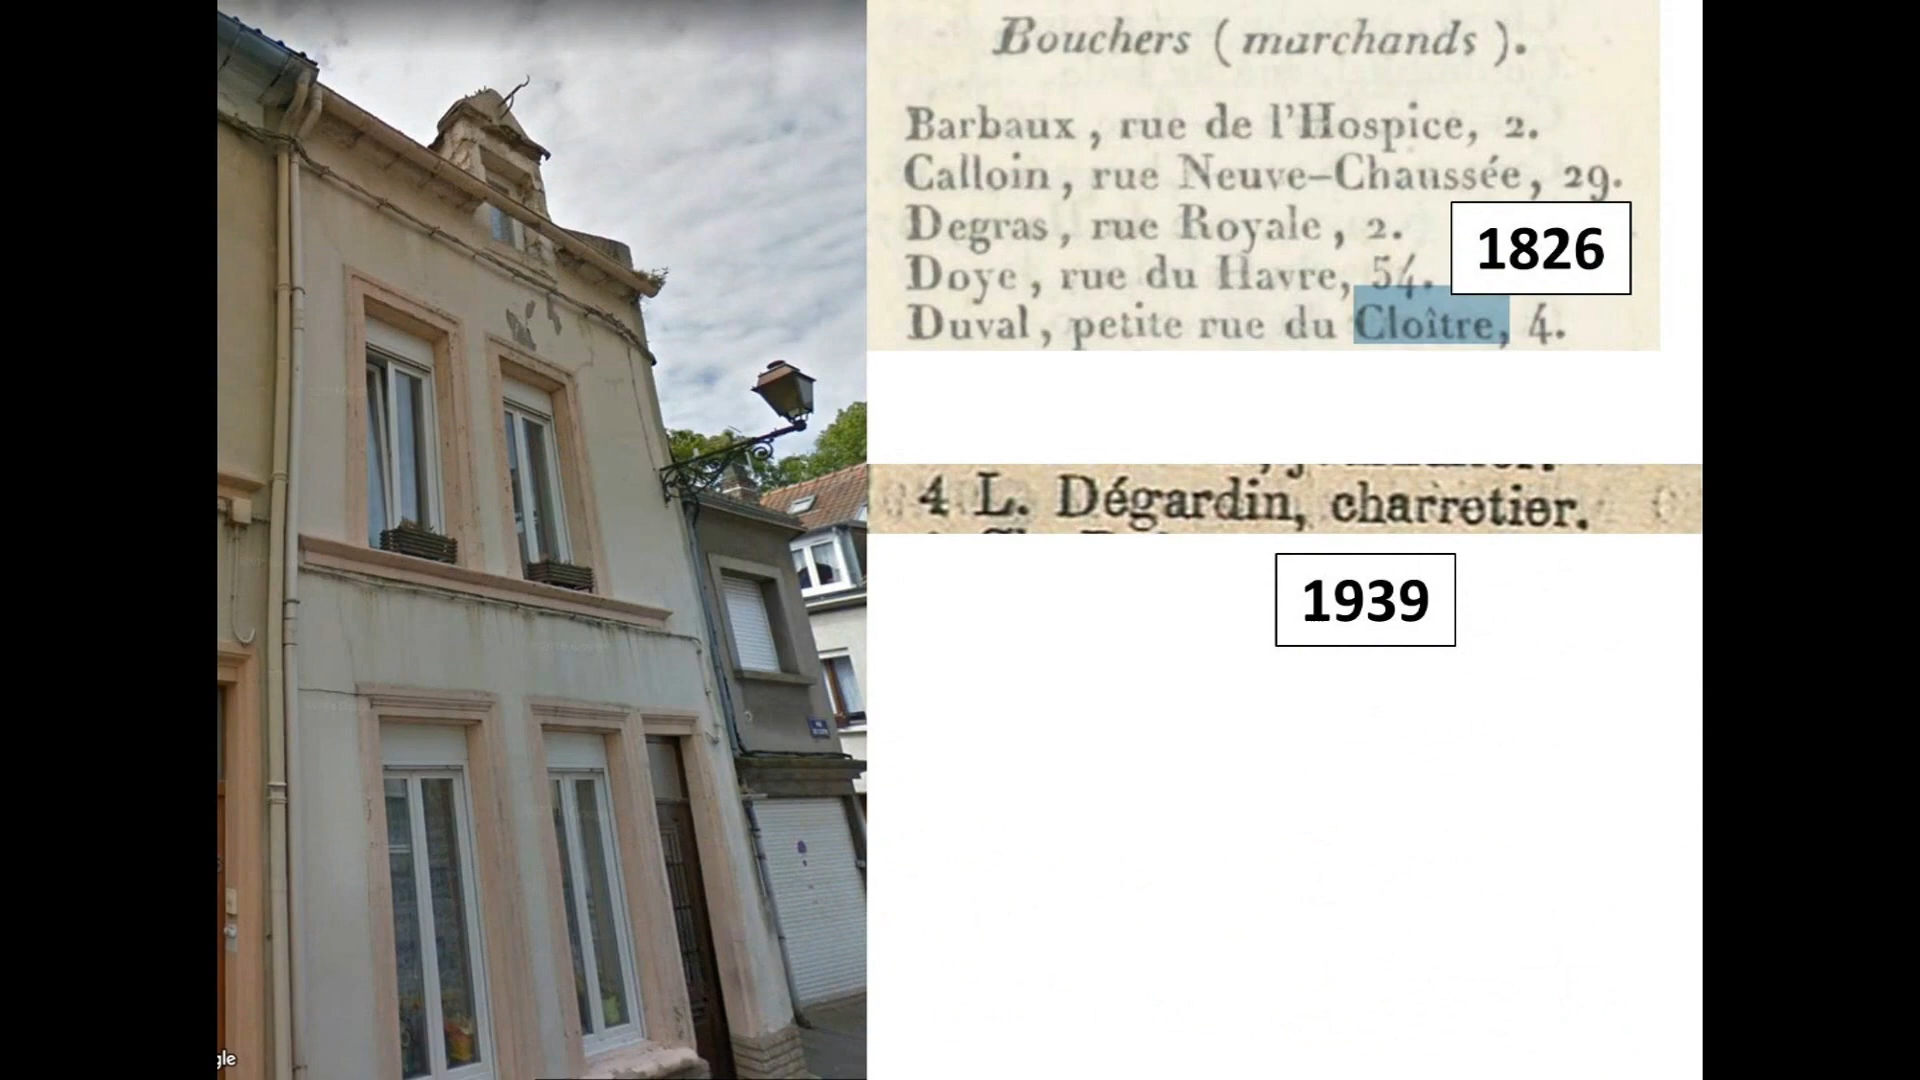 Bouchers (marchands).
Barbaux, rue de l'Hospice, 2.
Calloin, rue Neuve-Chaussée, 29.
Degras, rue Royale, 2.
Doye, rue du Havre, 54.
1826
Duval, petite rue du Cloître, 4.
4 L. Dégardin, charretier.
1939
gle